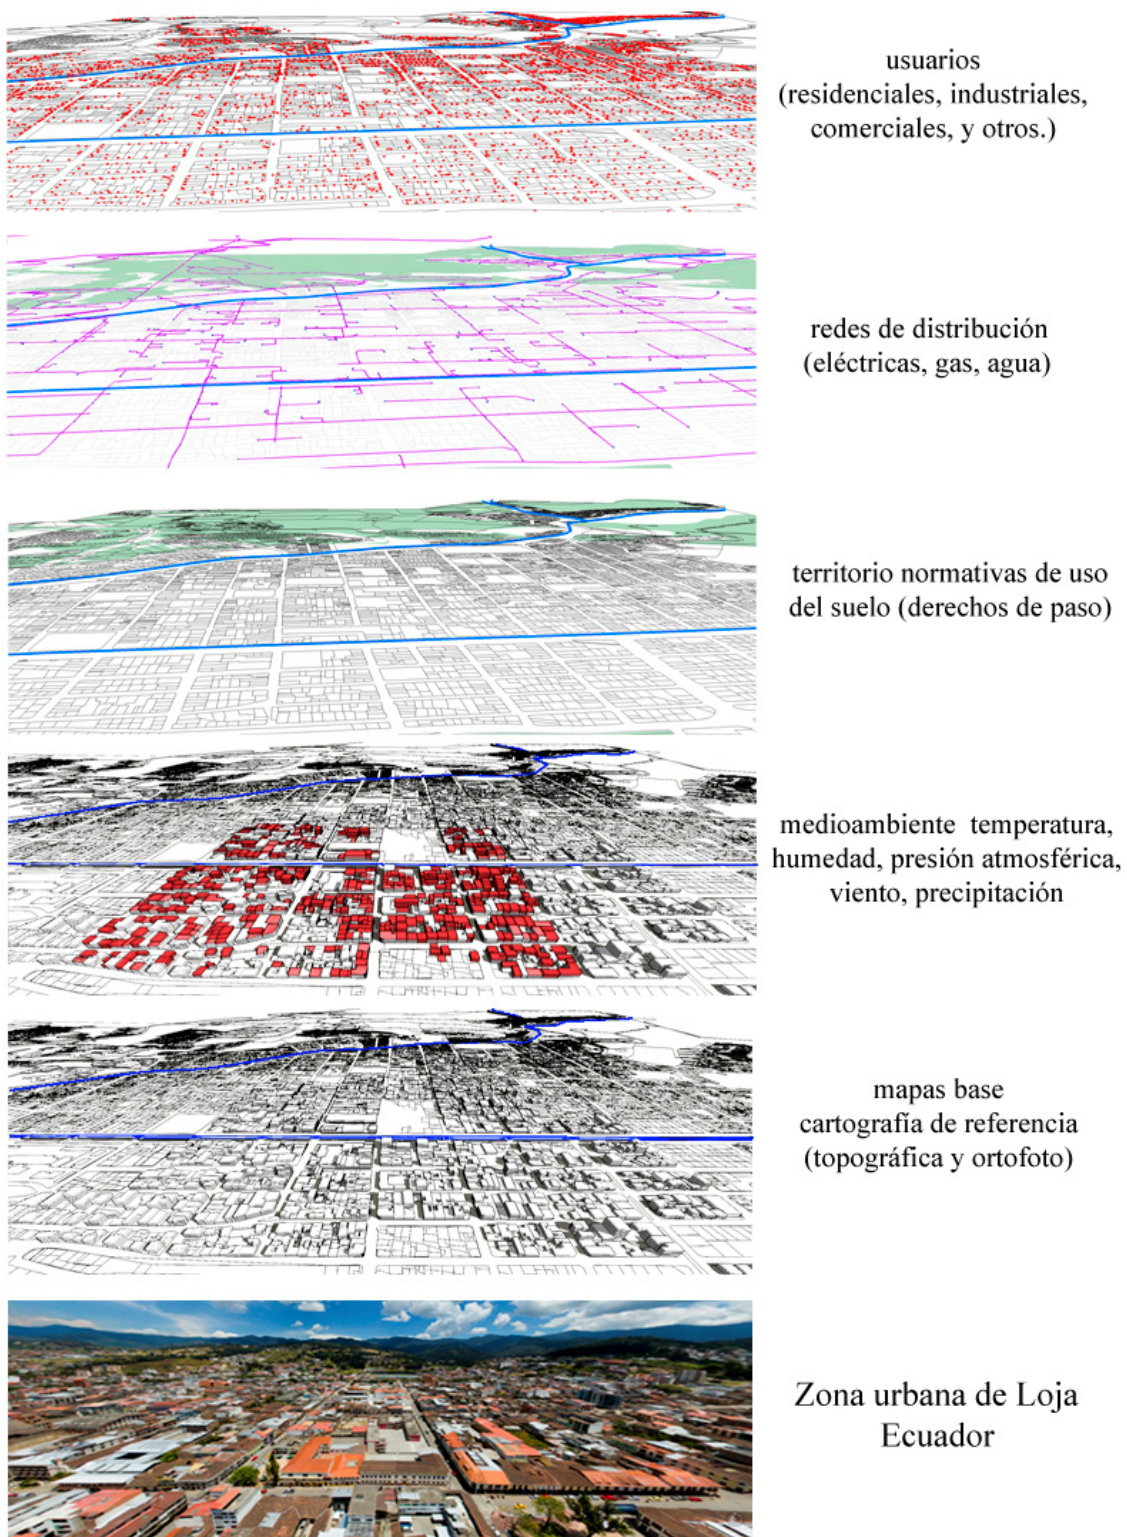 usuarios
(residenciales, industriales,
comerciales, y otros.)
redes de distribución
(eléctricas, gas, agua)
territorio normativas de uso
del suelo (derechos de paso)
medioambiente temperatura,
humedad, presión atmosférica,
viento, precipitación
mapas base
cartografía de referencia
(topográfica y ortofoto)
Zona urbana de Loja
Ecuador